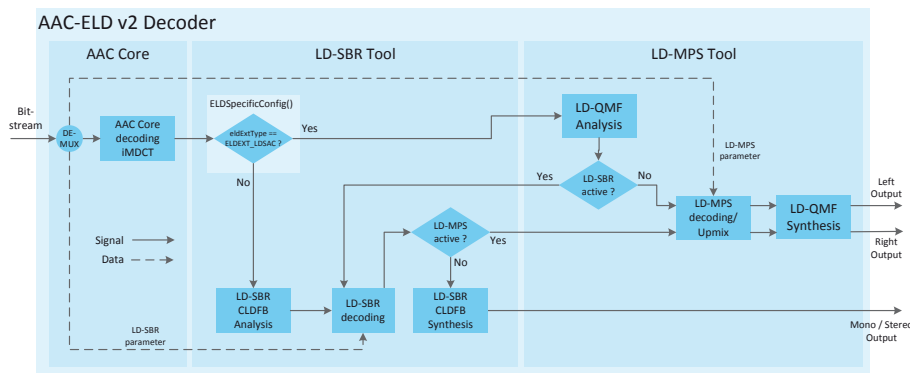 AAC-ELD v2 Decoder
AAC Core
LD-SBR Tool
LD-MPS Tool
ELDSpecificConfig()
Bit-
stream
DE-
MUX
AAC Core
decoding
iMDCT
eldExtType ==
ELDEXT_LDSAC ?
Yes
No
LD-QMF
Analysis
LD-MPS
parameter
LD-SBR
active ?
Yes
No
LD-MPS
decoding/
Upmix
LD-QMF
Synthesis
Left
Output
Right
Output
LD-MPS
active ?
Yes
No
Signal
Data
LD-SBR
CLDFB
Analysis
LD-SBR
decoding
LD-SBR
CLDFB
Synthesis
LD-SBR
parameter
Mono / Stereo
Output